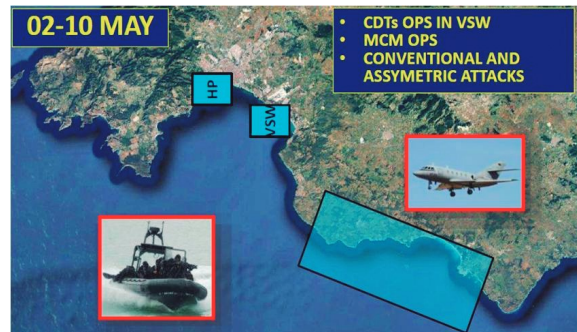 02-10 MAY
• CDTs OPS IN VSW
• MCM OPS
• CONVENTIONAL AND
ASSYMETRIC ATTACKS
HP
VSW